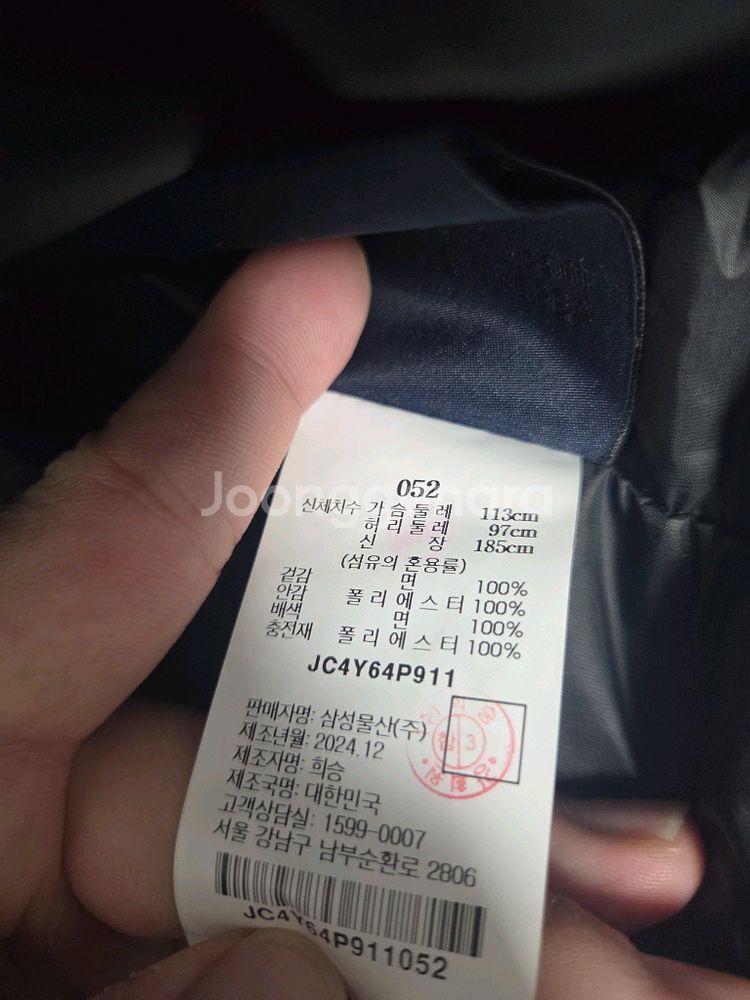 Joonggonara
052
신체치수 가슴둘레 113cm
허리둘레 97cm
신 장 185cm
(섬유의 혼용률)
겉감 면 100%
안감 폴리에스터 100%
배색 면 100%
충전재 폴리에스터 100%
JC4Y64P911
판매자명: 삼성물산(주)
제조년월: 2024.12
제조자명: 희승
제조국명: 대한민국
고객상담실: 1599-0007
서울 강남구 남부순환로 2806
JC4Y64P911052
3